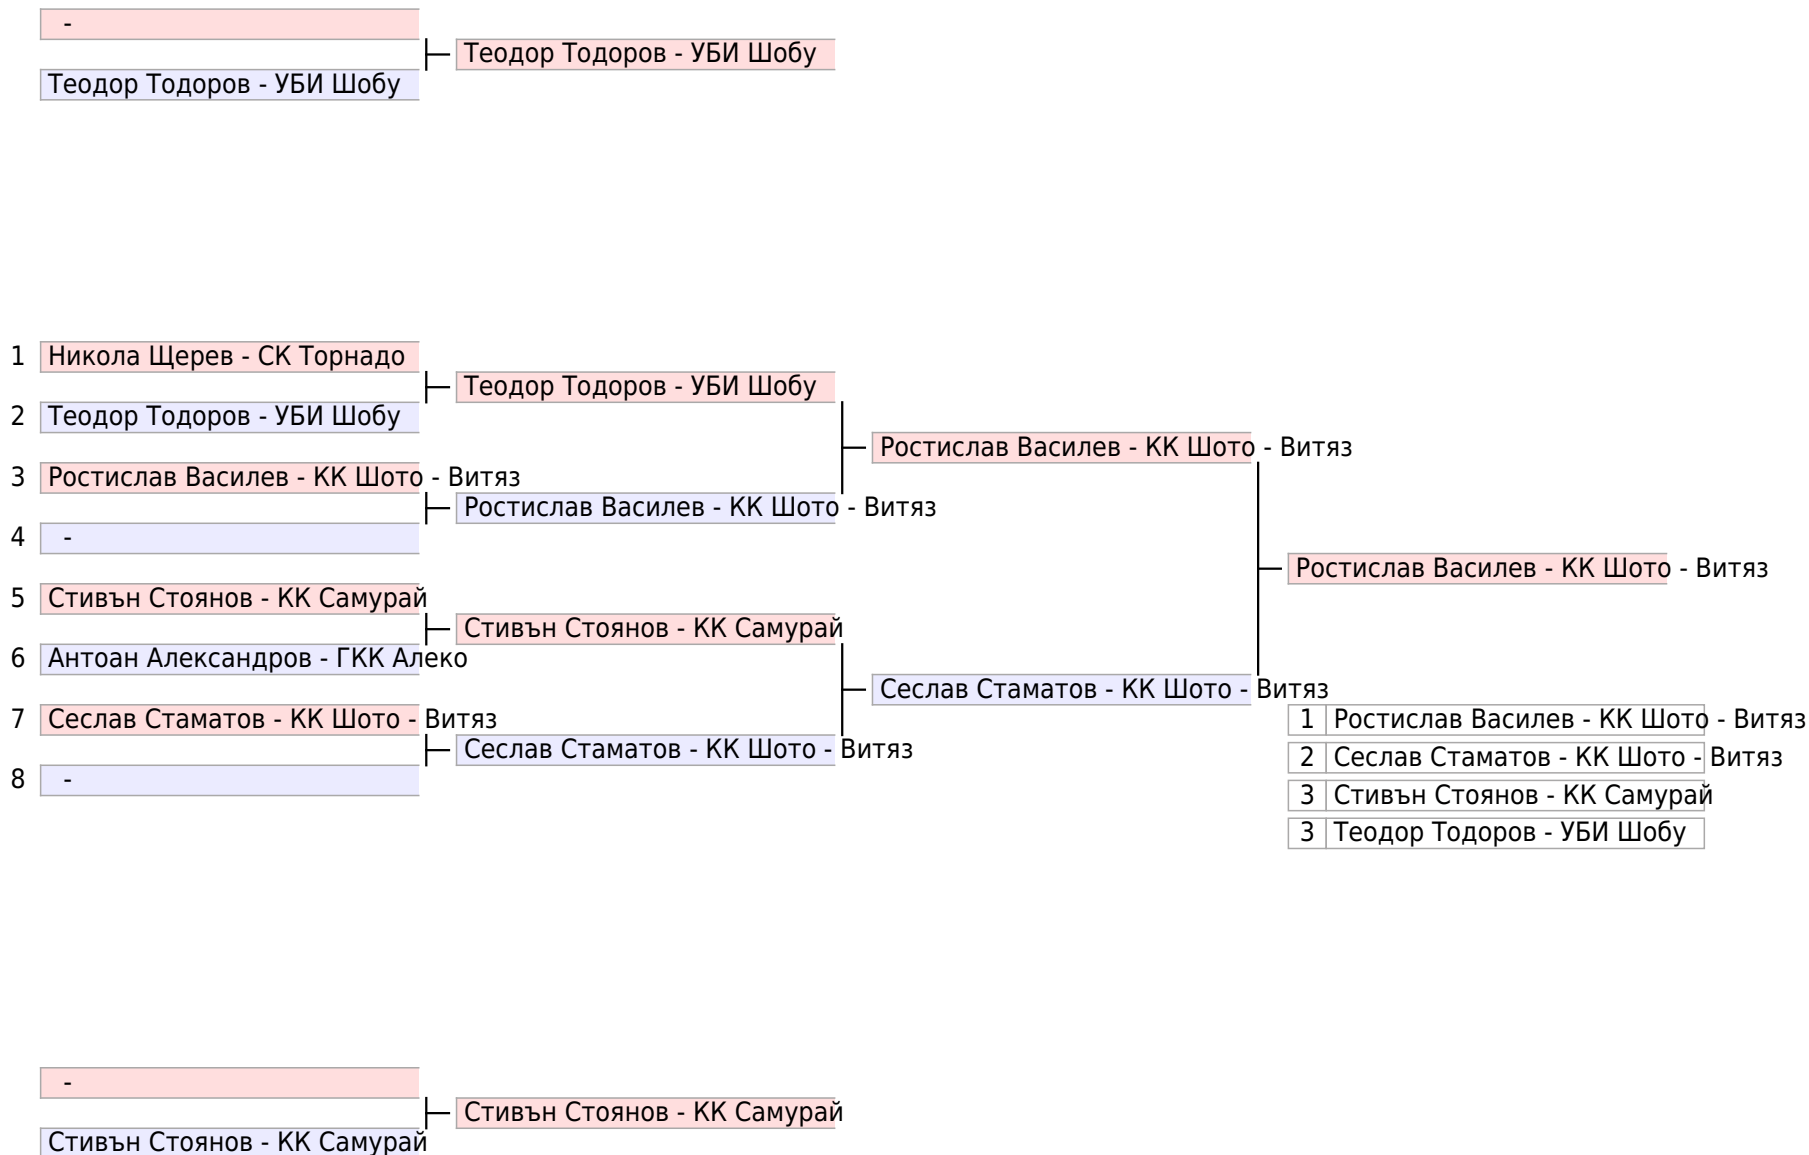 -
Теодор Тодоров - УБИ Шобу
Теодор Тодоров - УБИ Шобу
1 Никола Щерев - СК Торнадо
Теодор Тодоров - УБИ Шобу
2 Теодор Тодоров - УБИ Шобу
Ростислав Василев - КК Шото - Витяз
3 Ростислав Василев - КК Шото - Витяз
Ростислав Василев - КК Шото - Витяз
4 -
Ростислав Василев - КК Шото - Витяз
5 Стивън Стоянов - КК Самурай
Стивън Стоянов - КК Самурай
6 Антоан Александров - ГКК Алеко
Сеслав Стаматов - КК Шото - Витяз
7 Сеслав Стаматов - КК Шото - Витяз
1 Ростислав Василев - КК Шото - Витяз
Сеслав Стаматов - КК Шото - Витяз
2 Сеслав Стаматов - КК Шото - Витяз
8 -
3 Стивън Стоянов - КК Самурай
3 Теодор Тодоров - УБИ Шобу
-
Стивън Стоянов - КК Самурай
Стивън Стоянов - КК Самурай